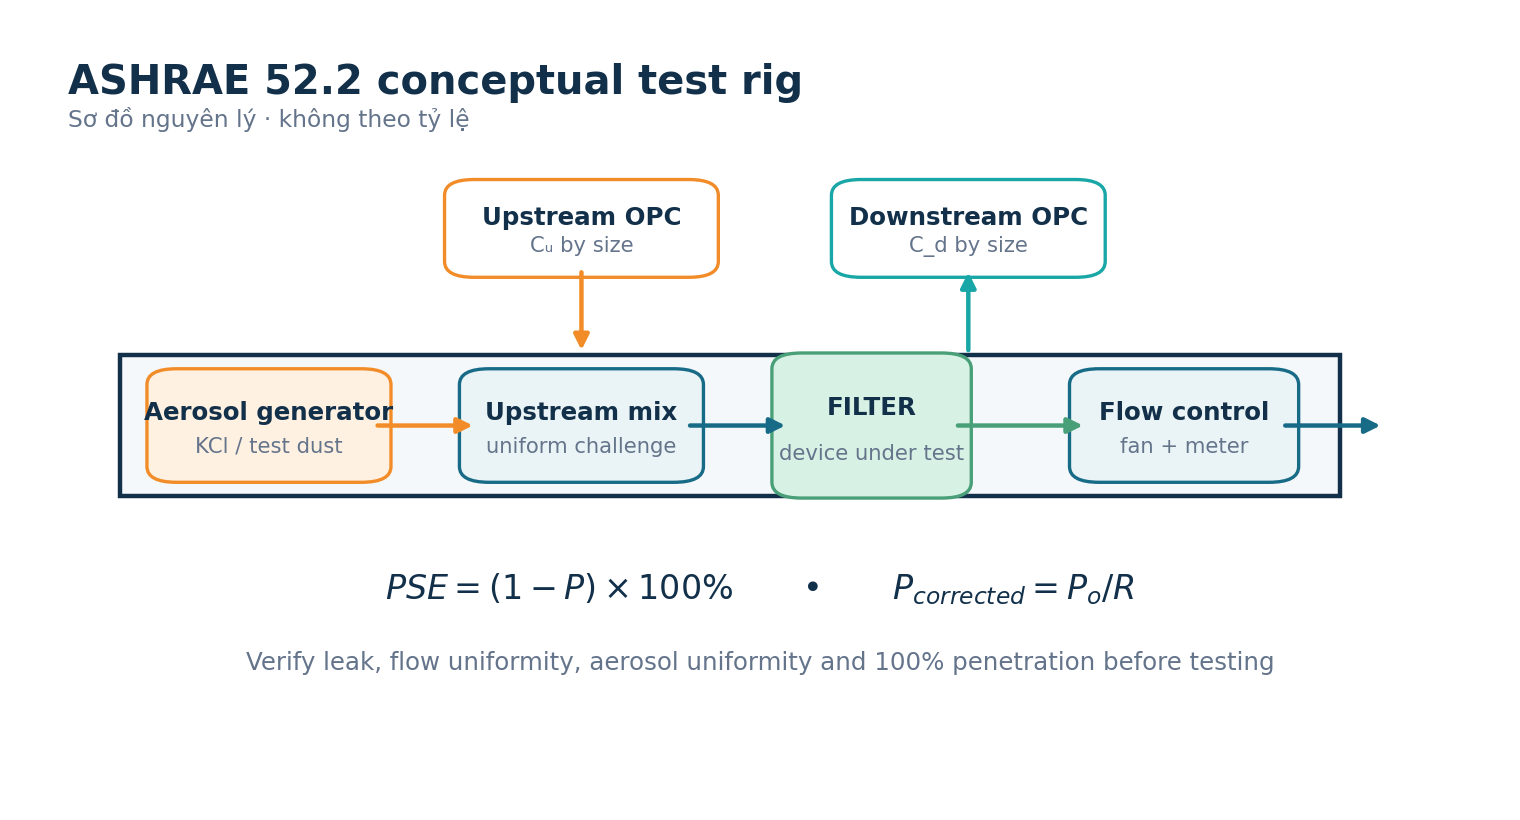 ASHRAE 52.2 conceptual test rig
Sơ đồ nguyên lý · không theo tỷ lệ
Upstream OPC
Cᵤ by size
Downstream OPC
C_d by size
Aerosol generator
KCl / test dust
Upstream mix
uniform challenge
FILTER
device under test
Flow control
fan + meter
PSE = (1 − P) × 100% • P_{corrected} = P_o/R
Verify leak, flow uniformity, aerosol uniformity and 100% penetration before testing